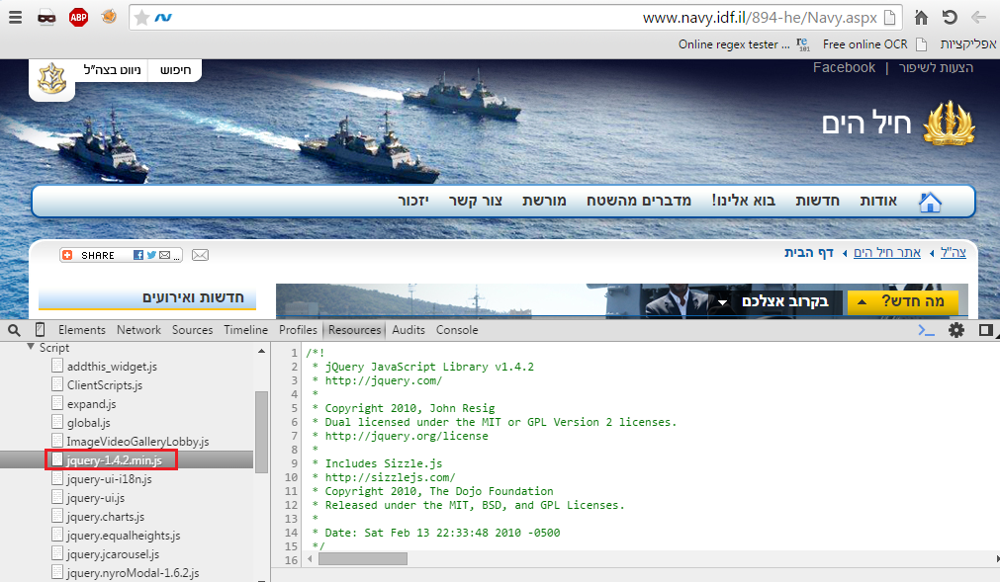 ABP
www.navy.idf.il/894-he/Navy.aspx
Online regex tester ... re 101 Free online OCR אפליקציות
חיפוש ניווט בצה"ל
הצעות לשיפור | Facebook
חיל הים
אודות חדשות בוא אלינו! מדברים מהשטח מורשת צור קשר יזכור
צה"ל אתר חיל הים דף הבית
SHARE ...
מה חדש? בקרוב אצלכם
חדשות ואירועים
Elements Network Sources Timeline Profiles Resources Audits Console
Script
addthis_widget.js
ClientScripts.js
expand.js
global.js
ImageVideoGalleryLobby.js
jquery-1.4.2.min.js
jquery-ui-i18n.js
jquery-ui.js
jquery.charts.js
jquery.equalheights.js
jquery.jcarousel.js
jquery.nyroModal-1.6.2.js
1 /*!
2 * jQuery JavaScript Library v1.4.2
3 * http://jquery.com/
4 *
5 * Copyright 2010, John Resig
6 * Dual licensed under the MIT or GPL Version 2 licenses.
7 * http://jquery.org/license
8 *
9 * Includes Sizzle.js
10 * http://sizzlejs.com/
11 * Copyright 2010, The Dojo Foundation
12 * Released under the MIT, BSD, and GPL Licenses.
13 *
14 * Date: Sat Feb 13 22:33:48 2010 -0500
15 */
16